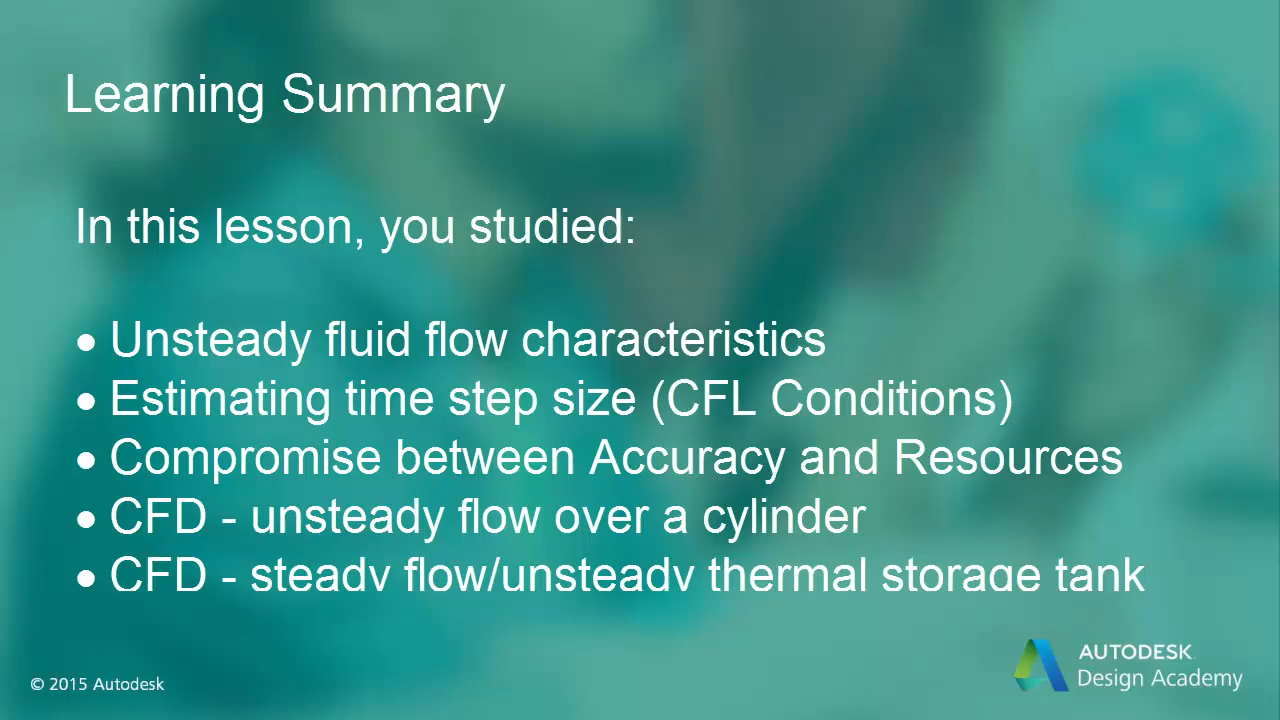 Learning Summary
In this lesson, you studied:
• Unsteady fluid flow characteristics
• Estimating time step size (CFL Conditions)
• Compromise between Accuracy and Resources
• CFD - unsteady flow over a cylinder
• CFD - steady flow/unsteady thermal storage tank
AUTODESK
Design Academy
© 2015 Autodesk